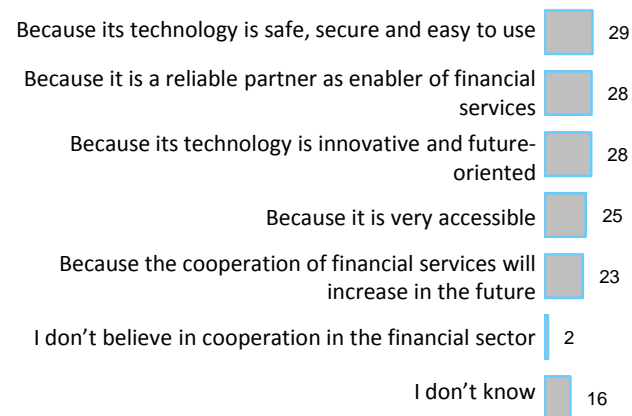 Because its technology is safe, secure and easy to use 29
Because it is a reliable partner as enabler of financial
services 28
Because its technology is innovative and future-
oriented 28
Because it is very accessible 25
Because the cooperation of financial services will
increase in the future 23
I don’t believe in cooperation in the financial sector 2
I don’t know 16